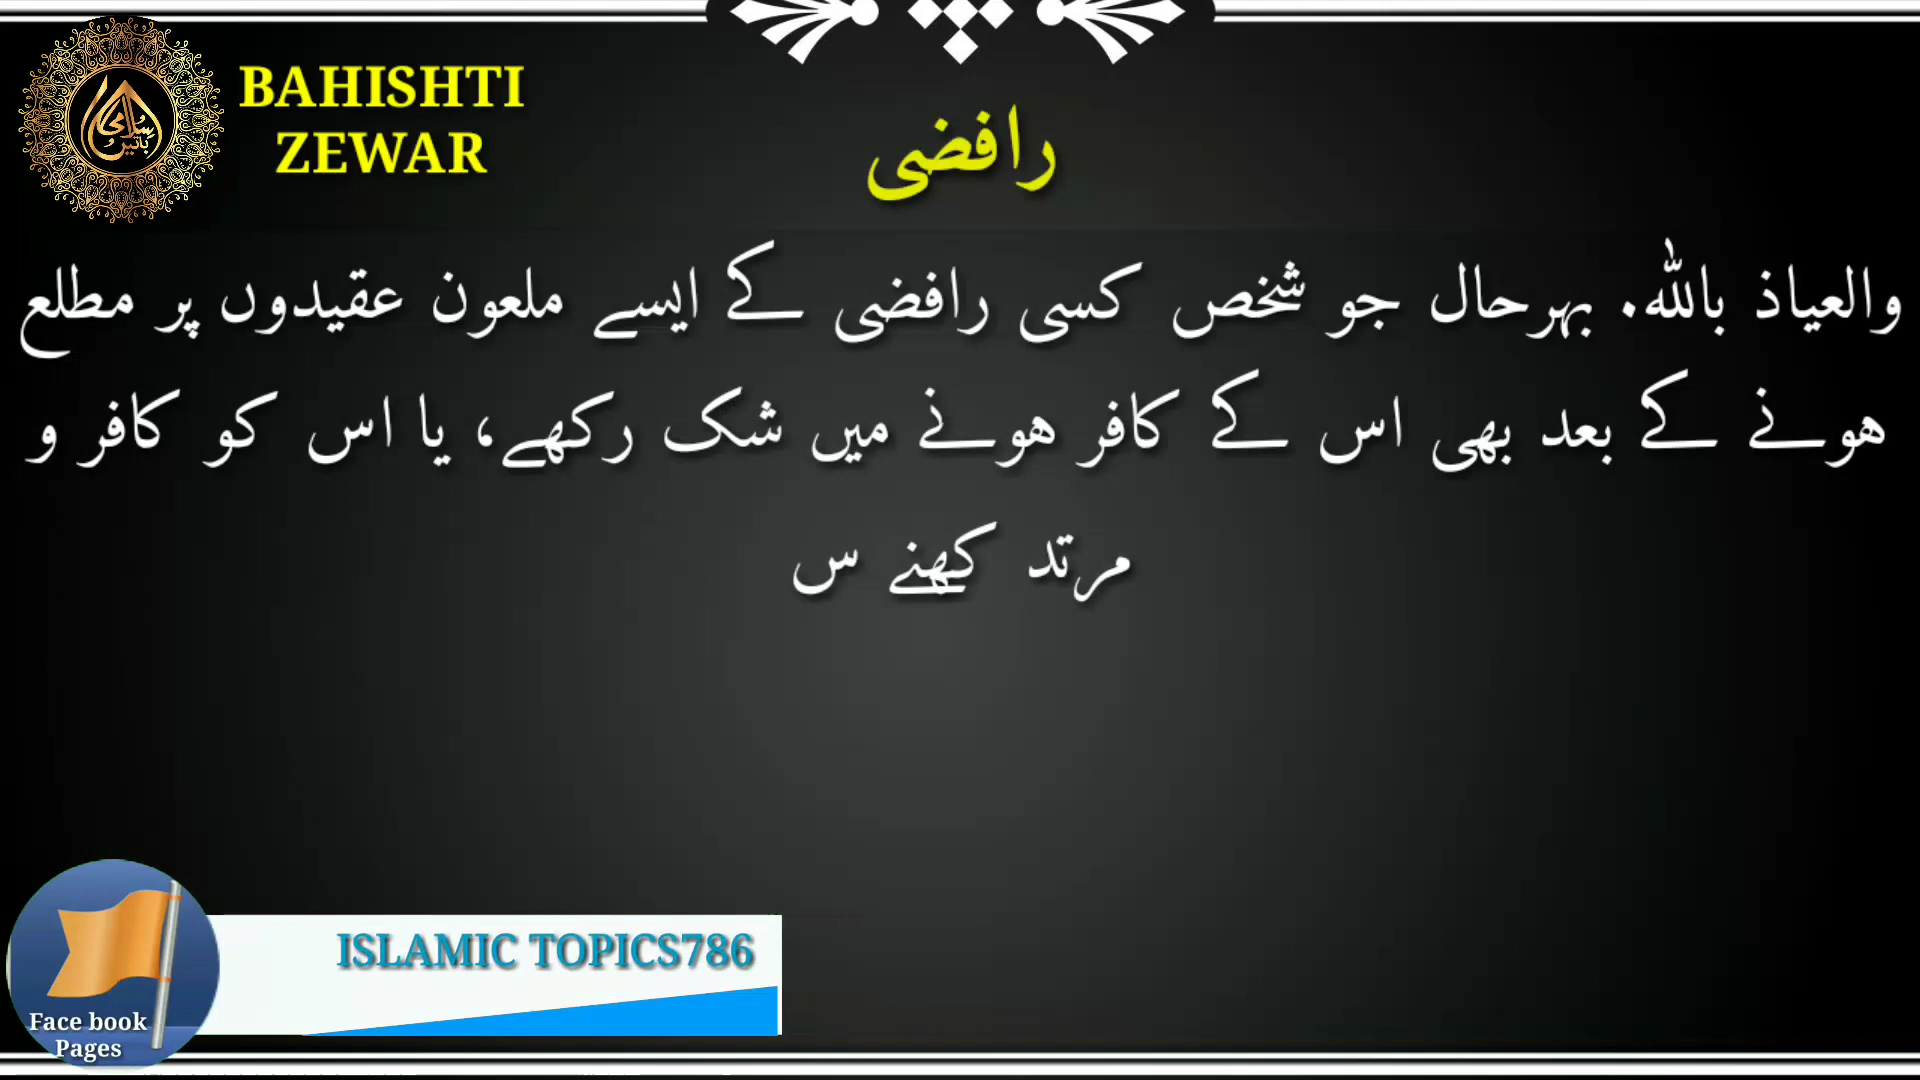 BAHISHTI
ZEWAR
رافضی
والعیاذ باللہ. بہرحال جو شخص کسی رافضی کے ایسے ملعون عقیدوں پر مطلع
ہونے کے بعد بھی اس کے کافر ہونے میں شک رکھے، یا اس کو کافر و
مرتد کہنے س
ISLAMIC TOPICS786
Face book
Pages